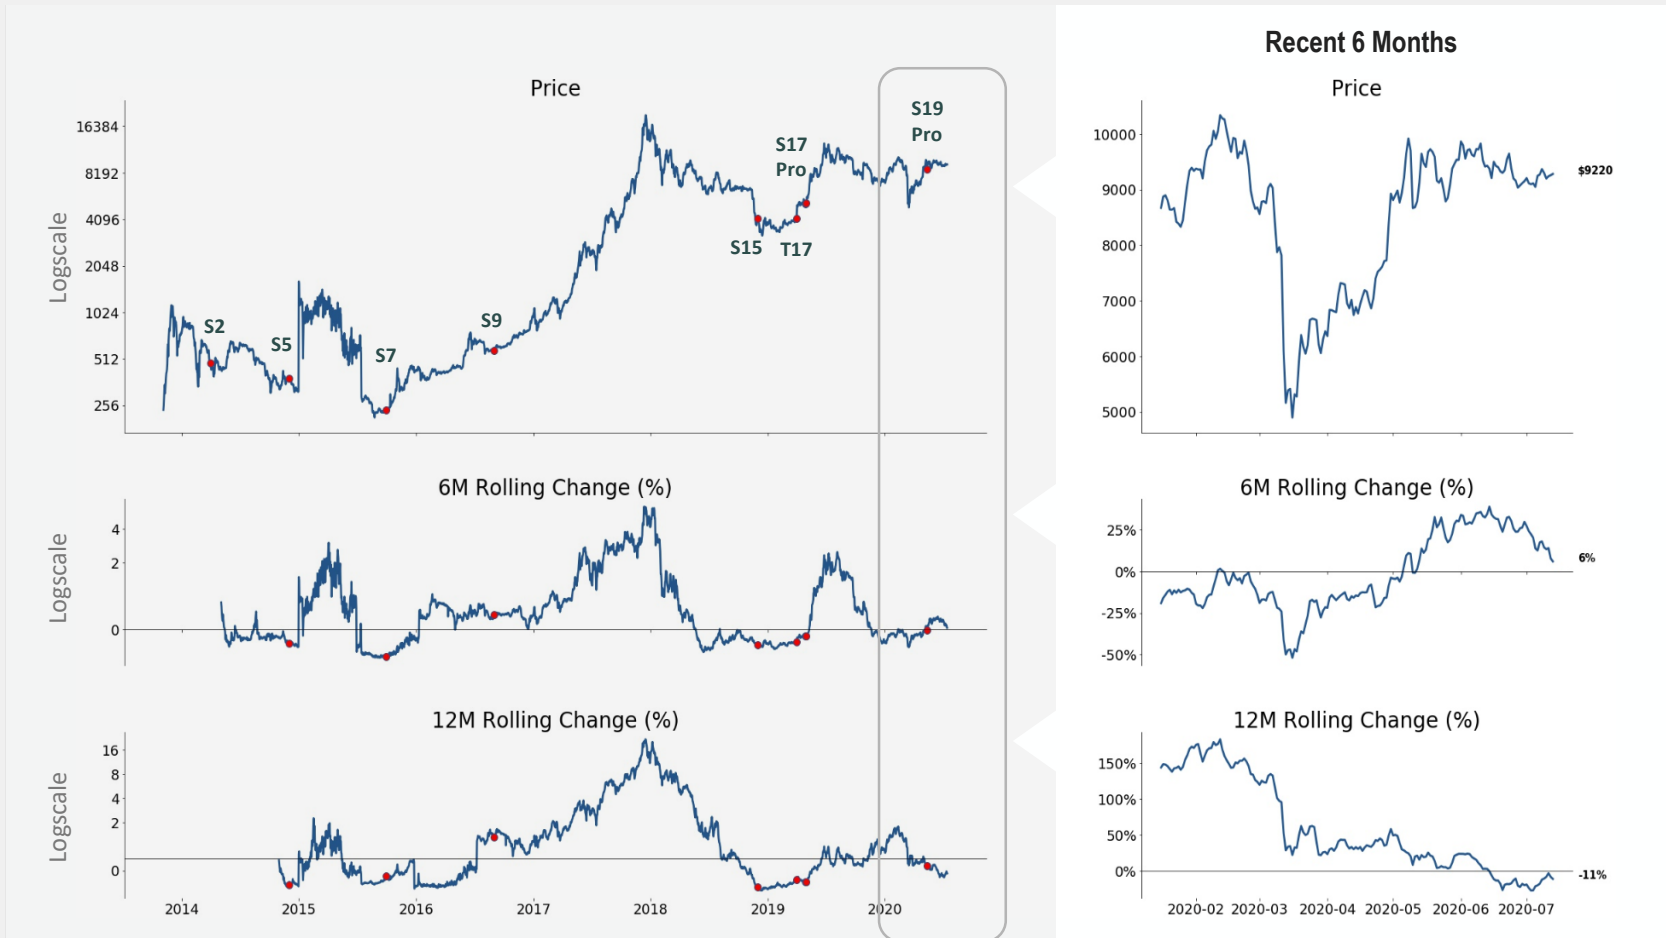 Recent 6 Months
Price
Logscale
16384
8192
4096
2048
1024
512
256
S2
S5
S7
S9
S15
T17
S17
Pro
S19
Pro
Price
10000
9000
8000
7000
6000
5000
$9220
6M Rolling Change (%)
Logscale
4
2
0
6M Rolling Change (%)
25%
0%
-25%
-50%
6%
12M Rolling Change (%)
Logscale
16
8
4
2
0
2014
2015
2016
2017
2018
2019
2020
12M Rolling Change (%)
150%
100%
50%
0%
-11%
2020-02
2020-03
2020-04
2020-05
2020-06
2020-07